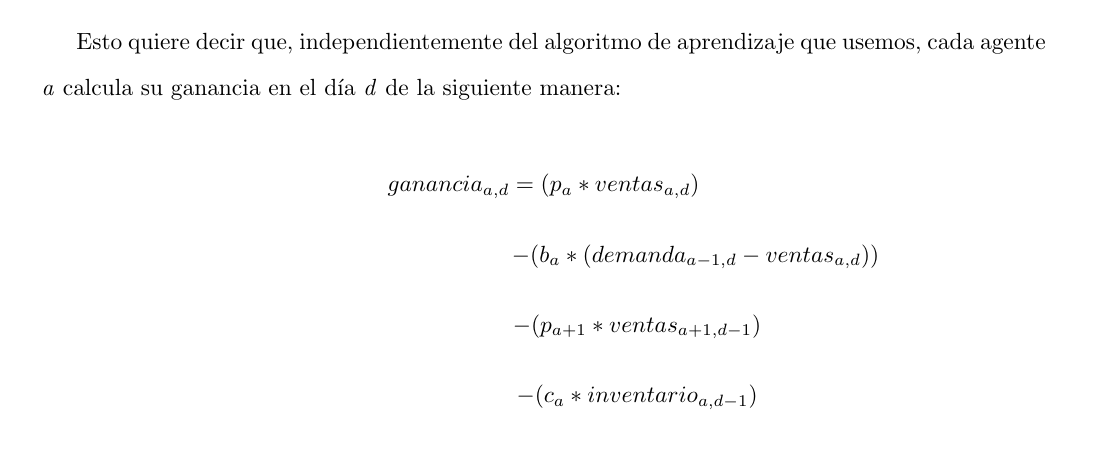 Esto quiere decir que, independientemente del algoritmo de aprendizaje que usemos, cada agente
a calcula su ganancia en el día d de la siguiente manera:
ganancia_{a,d} = (p_a * ventas_{a,d})
−(b_a * (demanda_{a−1,d} − ventas_{a,d}))
−(p_{a+1} * ventas_{a+1,d−1})
−(c_a * inventario_{a,d−1})